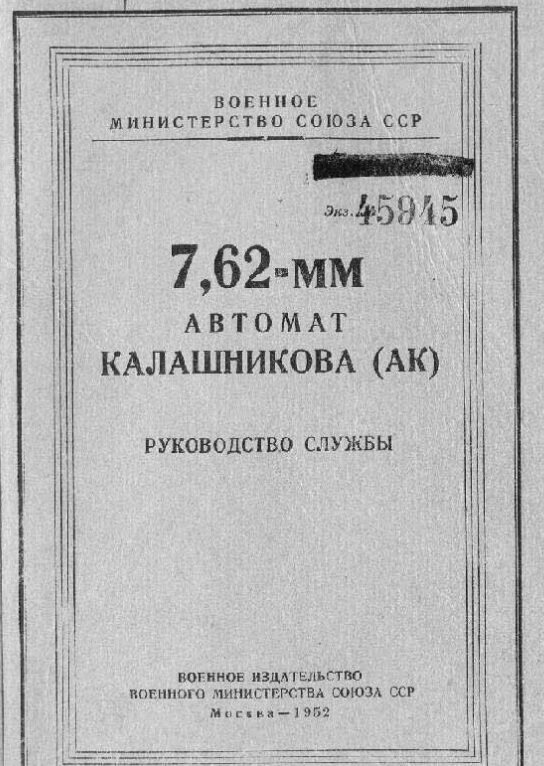 ВОЕННОЕ
МИНИСТЕРСТВО СОЮЗА ССР
Экз. № 45945
7,62-мм
АВТОМАТ
КАЛАШНИКОВА (АК)
РУКОВОДСТВО СЛУЖБЫ
ВОЕННОЕ ИЗДАТЕЛЬСТВО
ВОЕННОГО МИНИСТЕРСТВА СОЮЗА ССР
Москва — 1952